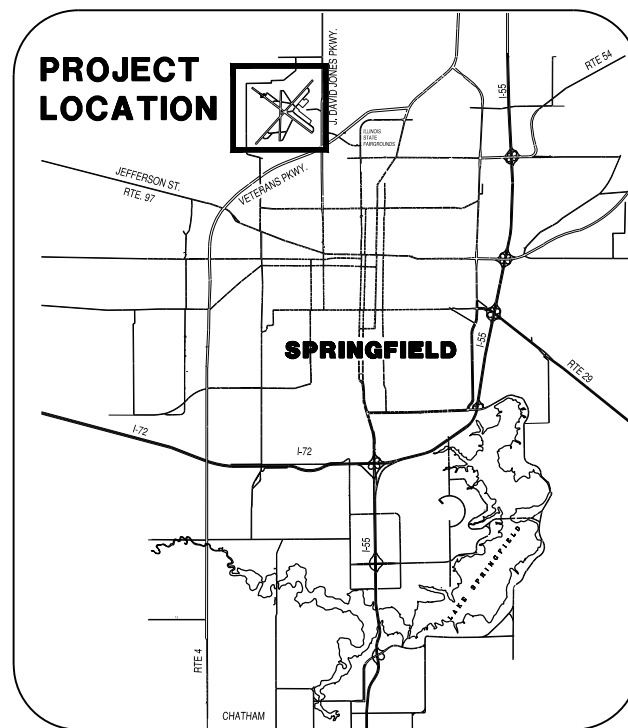 PROJECT
LOCATION
J. DAVID JONES PKWY.
I-55
RTE 54
ILLINOIS
STATE
FAIRGROUNDS
JEFFERSON ST.
RTE. 97
VETERANS PKWY.
SPRINGFIELD
I-55
RTE 29
I-72
I-72
I-55
LAKE SPRINGFIELD
RTE 4
CHATHAM